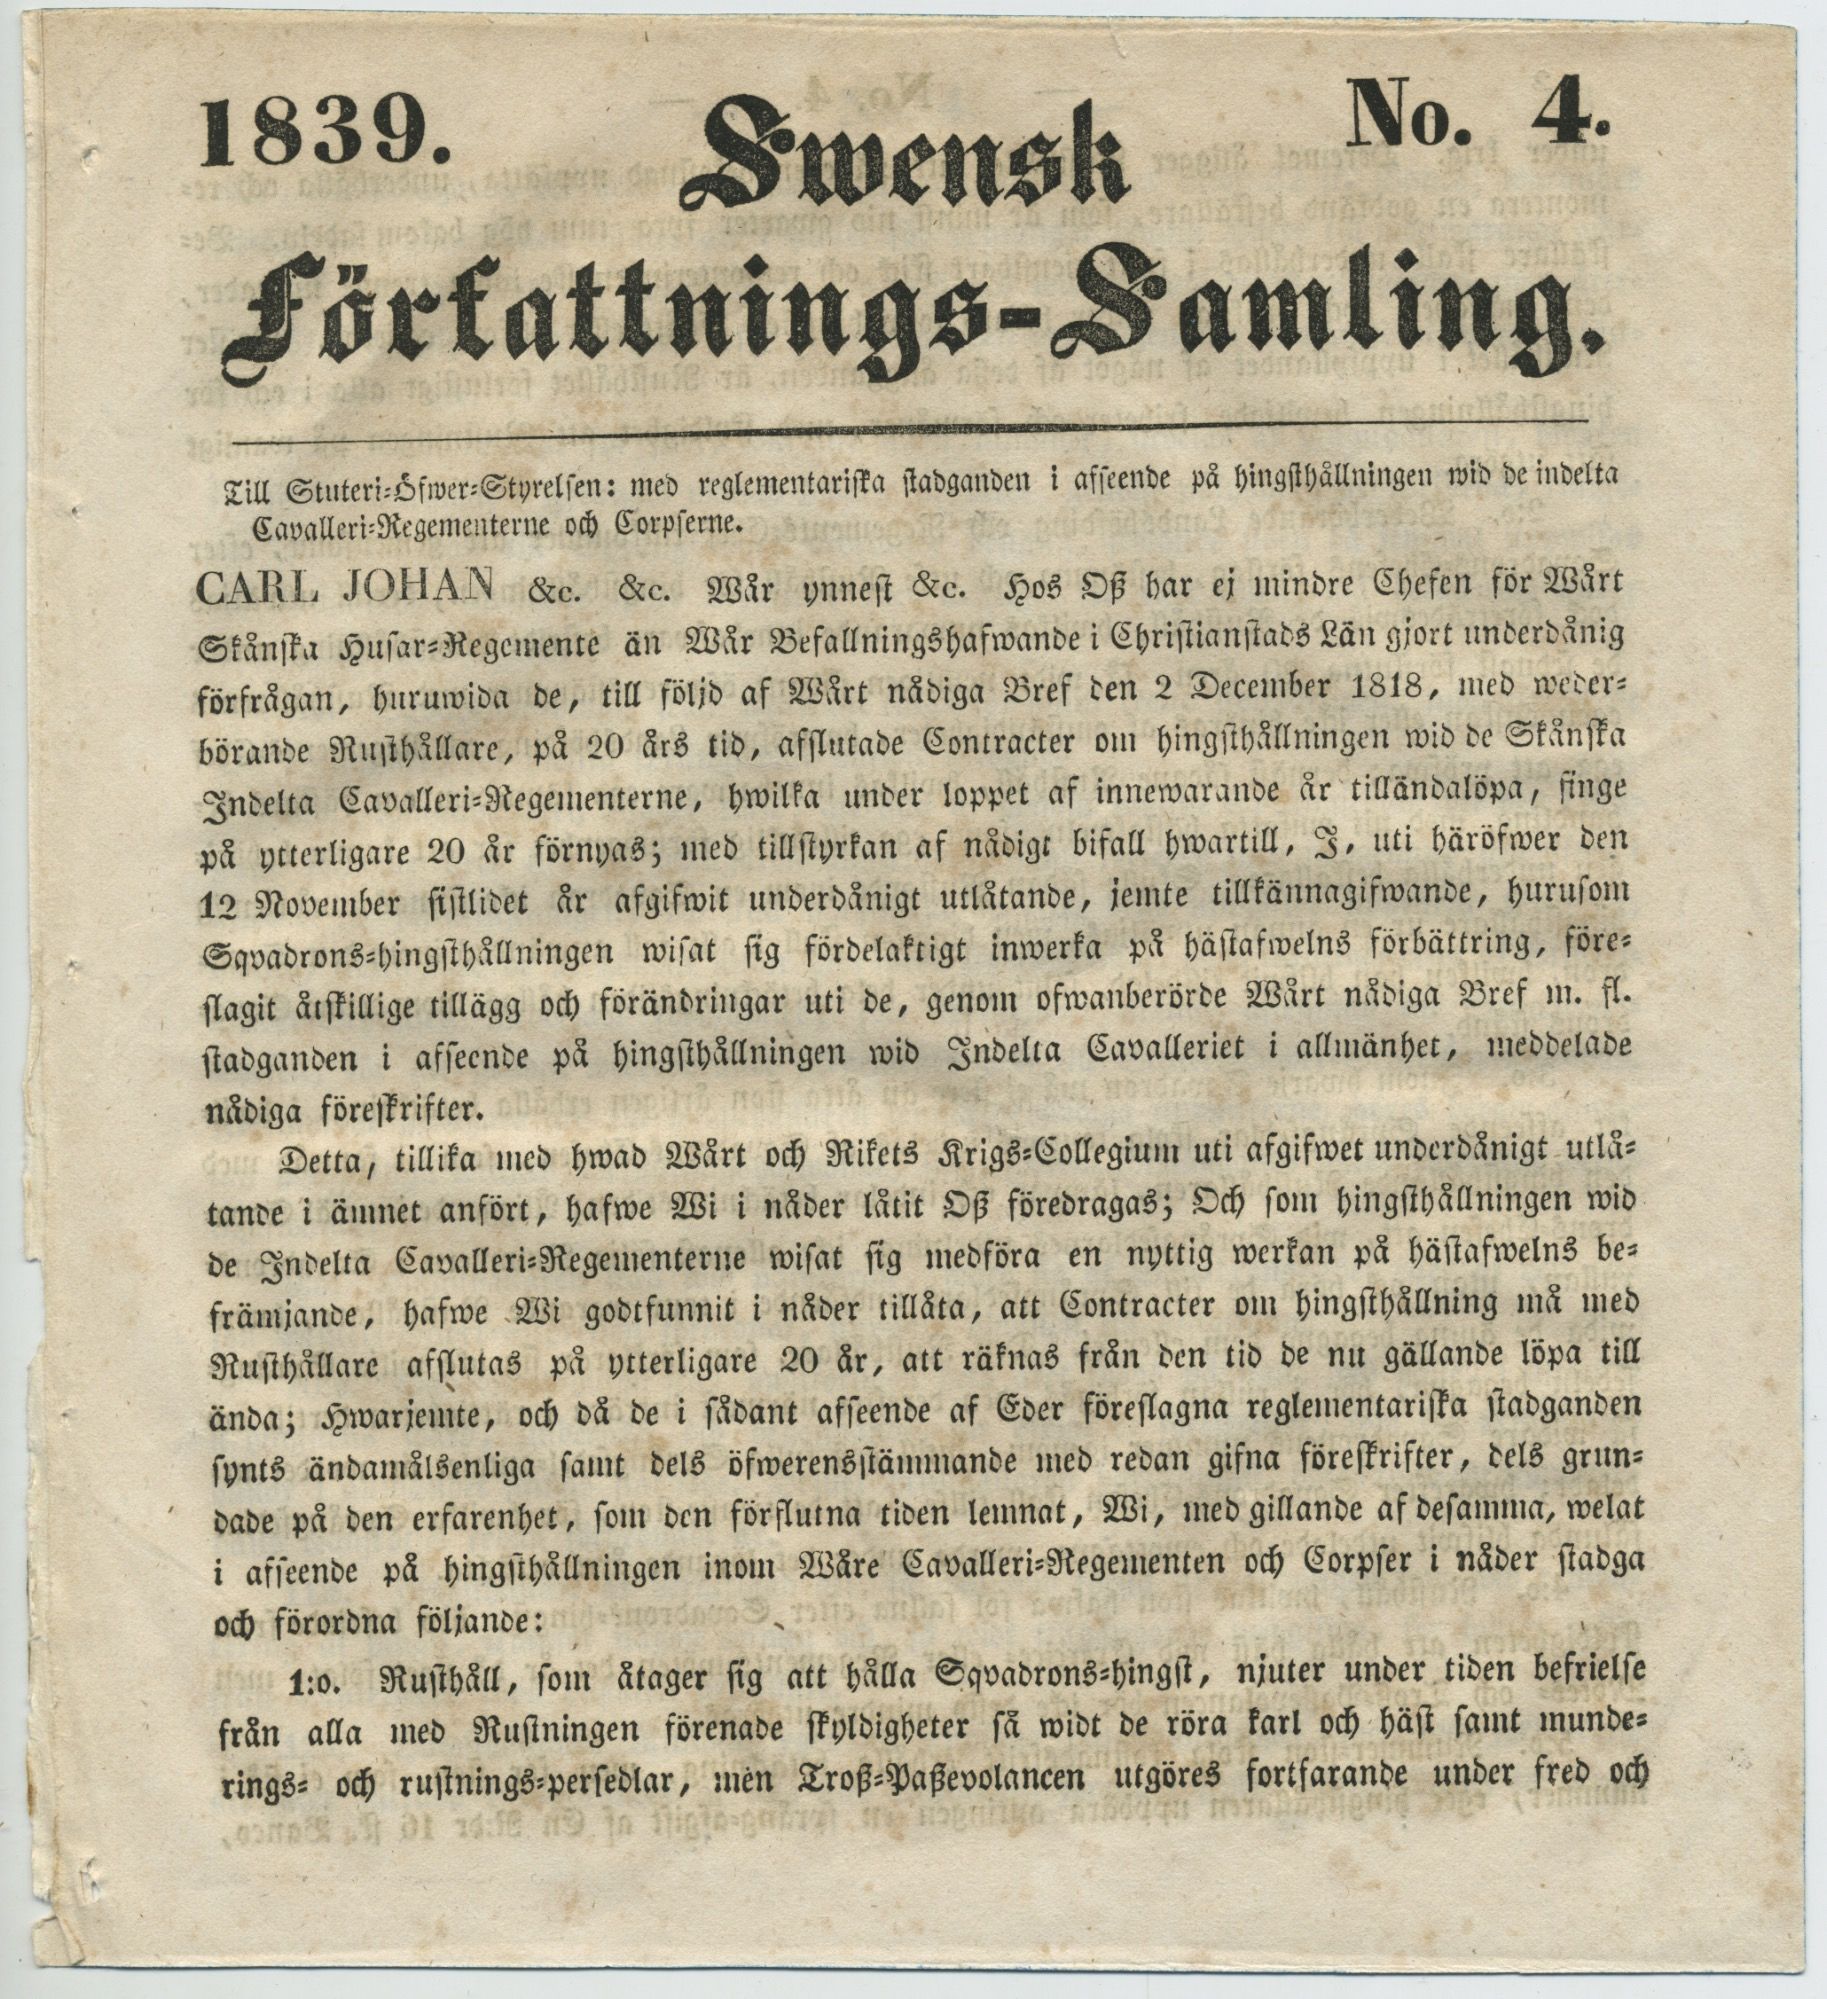 1839.
No. 4.
Swensk
Författnings-Samling.
Till Stuteri-Öfwer-Styrelsen: med reglementariska stadganden i afseende på hingsthållningen wid de indelta
Cavalleri-Regementerne och Corpserne.
CARL JOHAN &c. &c. Wår ynnest &c. Hos Oß har ej mindre Chefen för Wårt
Skånska Husar-Regemente än Wår Befallningshafwande i Christianstads Län gjort underdånig
förfrågan, huruwida de, till följd af Wårt nådiga Bref den 2 December 1818, med weder-
börande Rusthållare, på 20 års tid, afslutade Contracter om hingsthållningen wid de Skånska
Indelta Cavalleri-Regementerne, hwilka under loppet af innewarande år tilländalöpa, finge
på ytterligare 20 år förnyas; med tillstyrkan af nådigt bifall hwartill, I, uti häröfwer den
12 November sistlidet år afgifwit underdånigt utlåtande, jemte tillkännagifwande, hurusom
Sqvadrons-hingsthållningen wisat sig fördelaktigt inwerka på hästafwelns förbättring, före-
slagit åtskillige tillägg och förändringar uti de, genom ofwanberörde Wårt nådiga Bref m. fl.
stadganden i afseende på hingsthållningen wid Indelta Cavalleriet i allmänhet, meddelade
nådiga föreskrifter.
Detta, tillika med hwad Wårt och Rikets Krigs-Collegium uti afgifwet underdånigt utlå-
tande i ämnet anfört, hafwe Wi i nåder låtit Oß föredragas; Och som hingsthållningen wid
de Indelta Cavalleri-Regementerne wisat sig medföra en nyttig werkan på hästafwelns be-
främjande, hafwe Wi godtfunnit i nåder tillåta, att Contracter om hingsthållning må med
Rusthållare afslutas på ytterligare 20 år, att räknas från den tid de nu gällande löpa till
ända; Hwarjemte, och då de i sådant afseende af Eder föreslagna reglementariska stadganden
synts ändamålsenliga samt dels öfwerensstämmande med redan gifna föreskrifter, dels grun-
dade på den erfarenhet, som den förflutna tiden lemnat, Wi, med gillande af desamma, welat
i afseende på hingsthållningen inom Wåre Cavalleri-Regementen och Corpser i nåder stadga
och förordna följande:
1:o. Rusthåll, som åtager sig att hålla Sqvadrons-hingst, njuter under tiden befrielse
från alla med Rustningen förenade skyldigheter så widt de röra karl och häst samt munde-
rings- och rustnings-persedlar, men Troß-Paßevolancen utgöres fortfarande under fred och